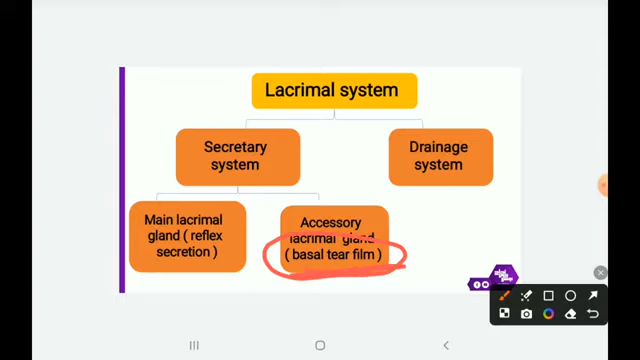 Lacrimal system
Secretary
system
Drainage
system
Main lacrimal
gland ( reflex
secretion )
Accessory
lacrimal gland
( basal tear film )